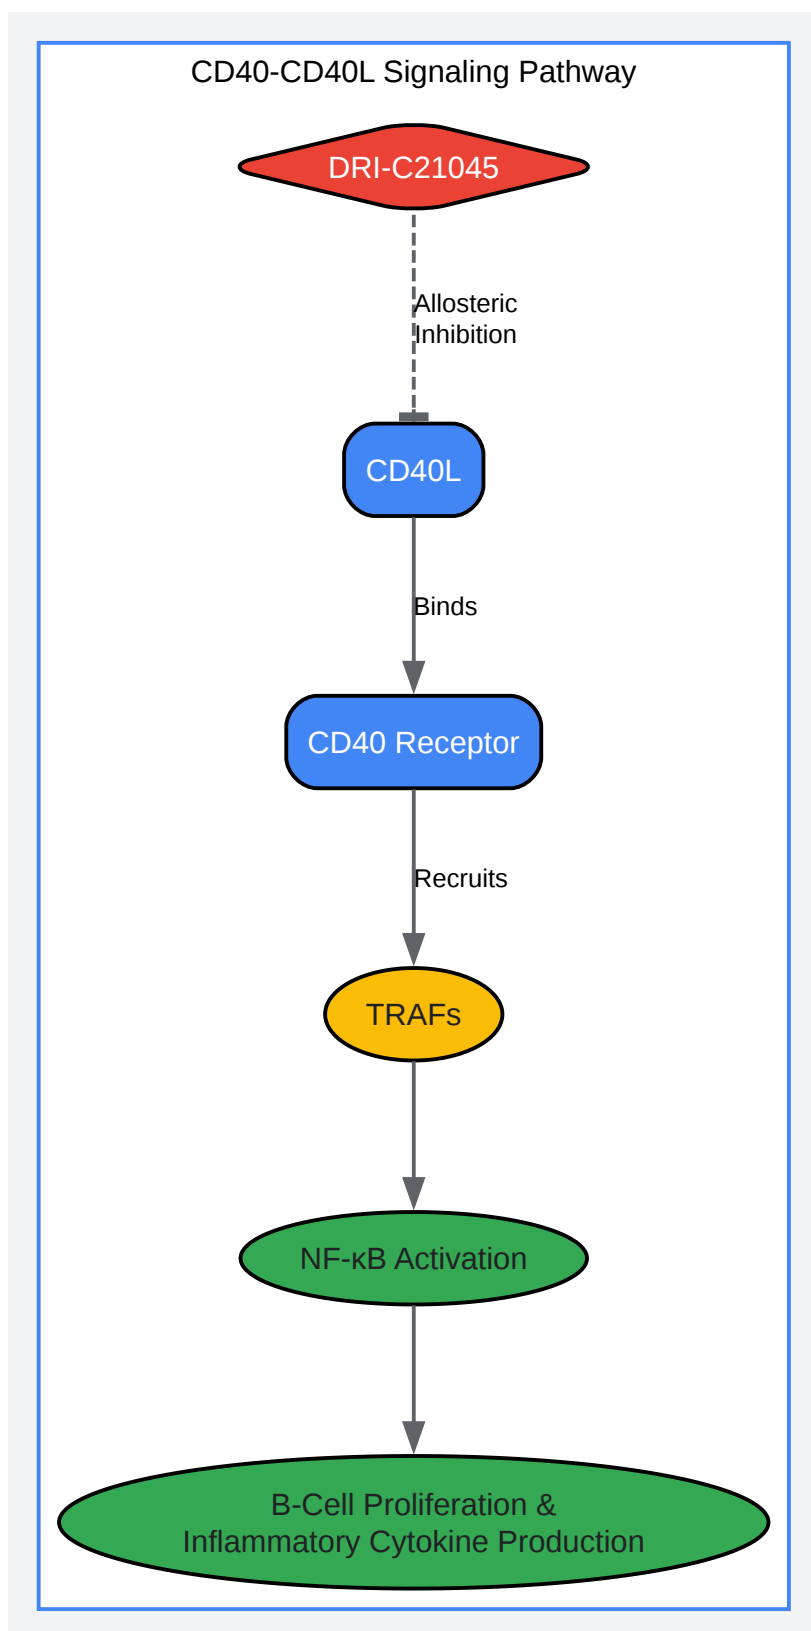 CD40-CD40L Signaling Pathway
DRI-C21045
Allosteric
Inhibition
CD40L
Binds
CD40 Receptor
Recruits
TRAFs
NF-κB Activation
B-Cell Proliferation &
Inflammatory Cytokine Production